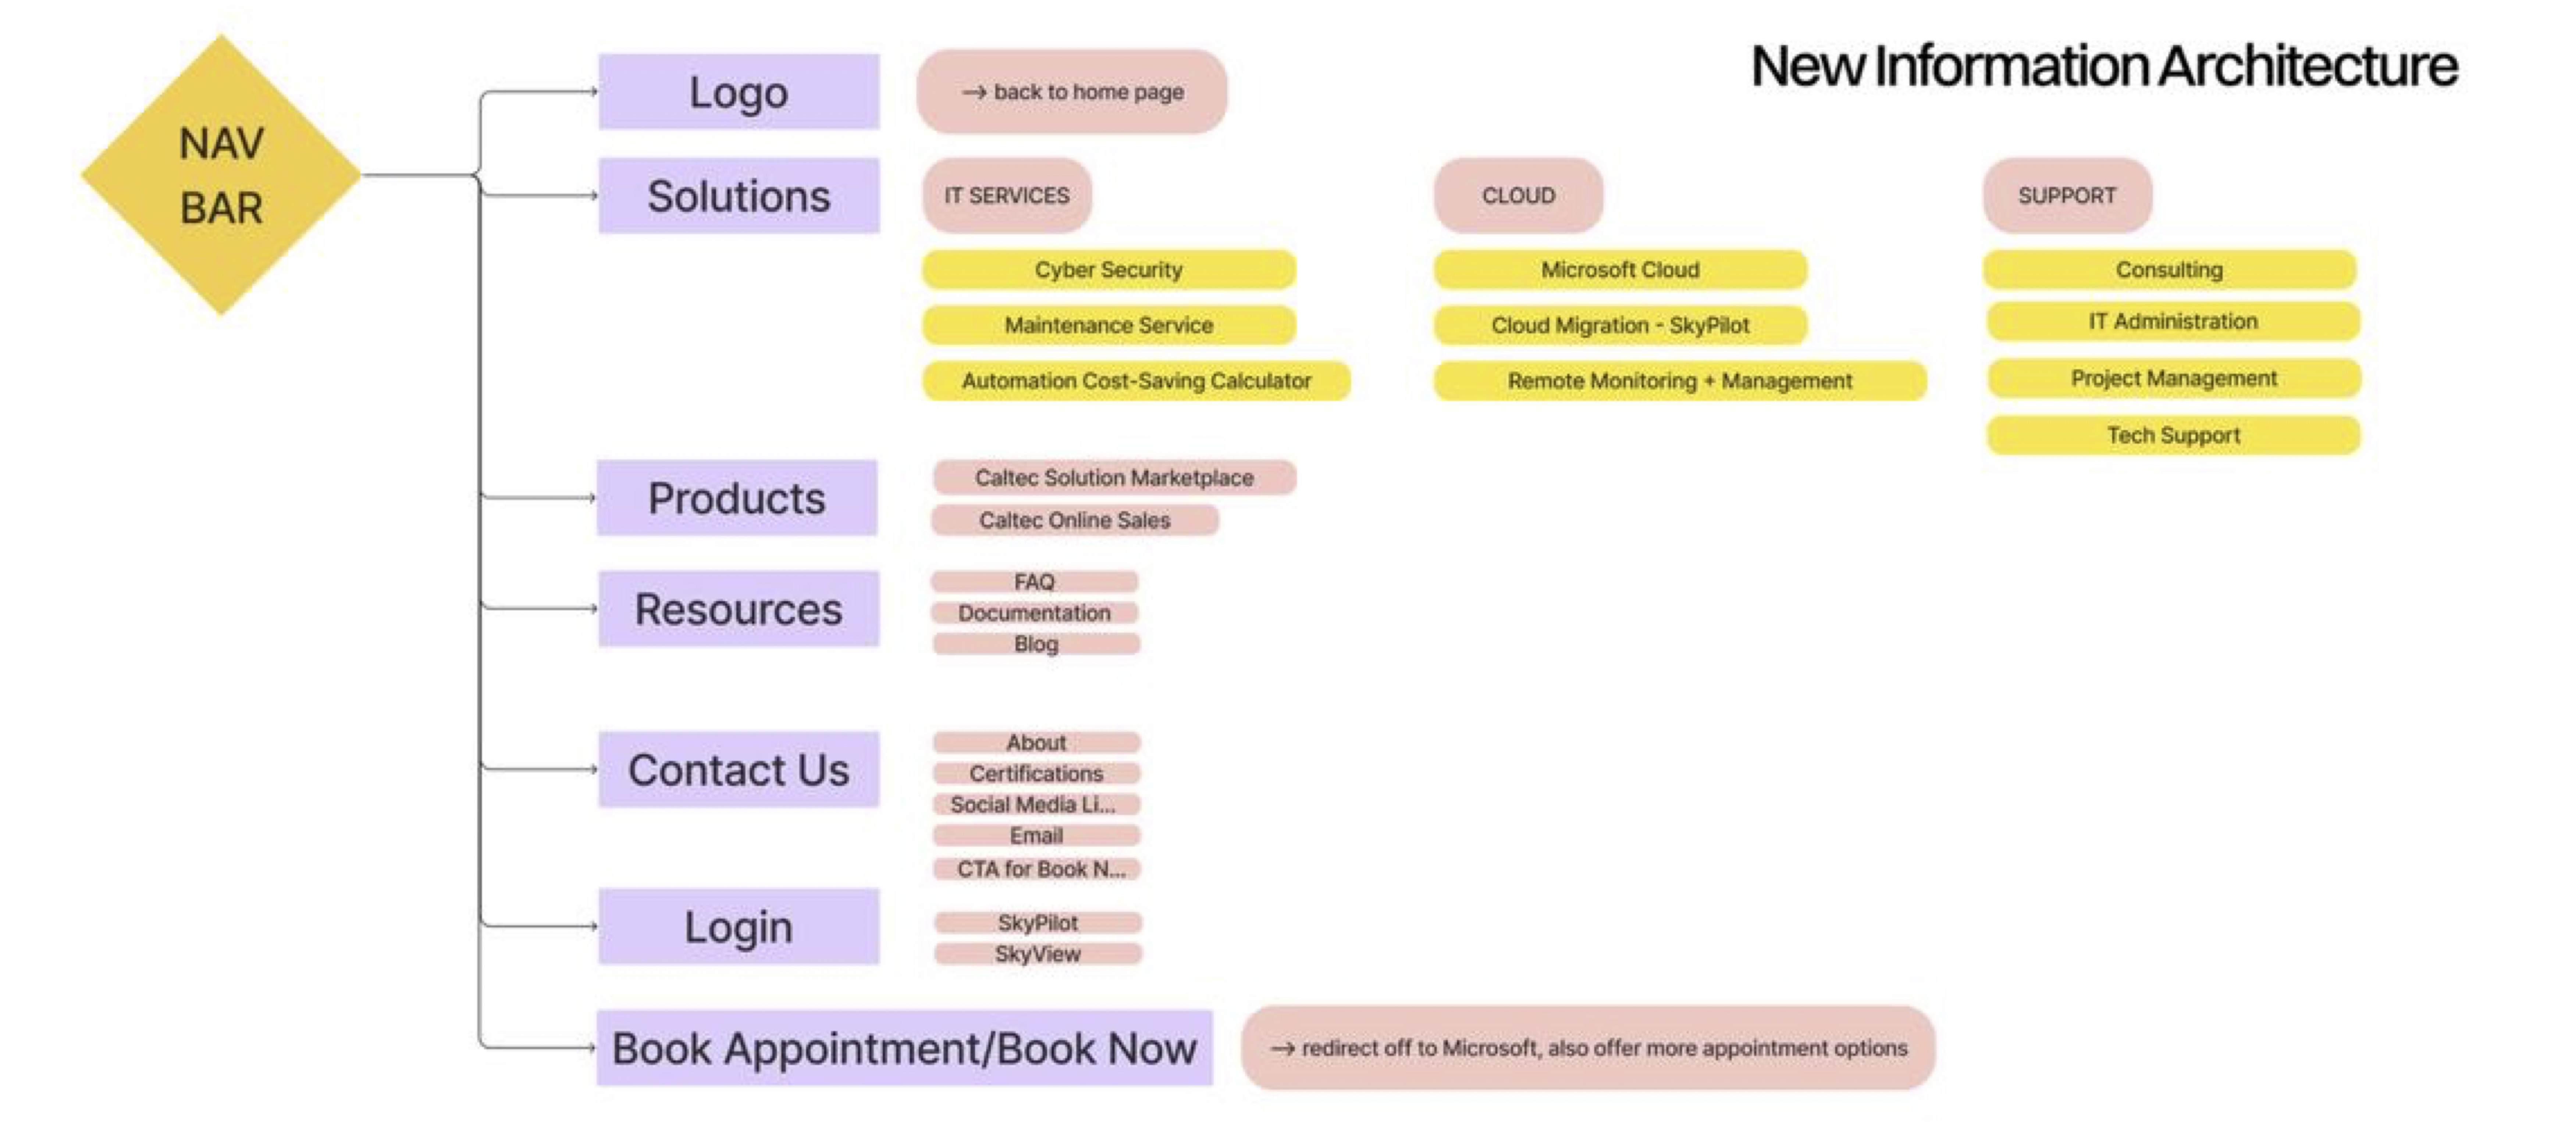 New Information Architecture
NAV
BAR
Logo
→ back to home page
Solutions
IT SERVICES
Cyber Security
Maintenance Service
Automation Cost-Saving Calculator
CLOUD
Microsoft Cloud
Cloud Migration - SkyPilot
Remote Monitoring + Management
SUPPORT
Consulting
IT Administration
Project Management
Tech Support
Products
Caltec Solution Marketplace
Caltec Online Sales
Resources
FAQ
Documentation
Blog
Contact Us
About
Certifications
Social Media Li...
Email
CTA for Book N...
Login
SkyPilot
SkyView
Book Appointment/Book Now
→ redirect off to Microsoft, also offer more appointment options